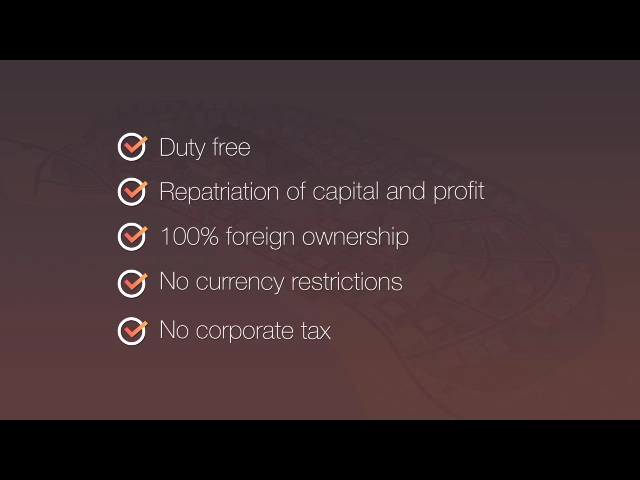 Duty free
Repatriation of capital and profit
100% foreign ownership
No currency restrictions
No corporate tax